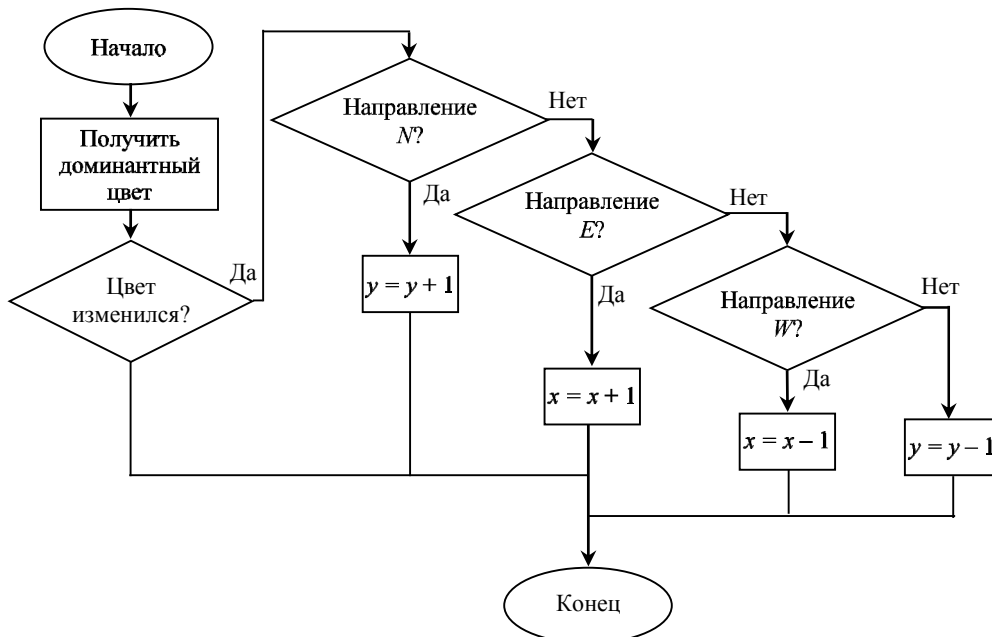 Начало
Получить
доминантный
цвет
Цвет
изменился?
Да
Направление
N?
Нет
Да
y = y + 1
Направление
E?
Нет
Да
x = x + 1
Направление
W?
Нет
Да
x = x – 1
y = y – 1
Конец